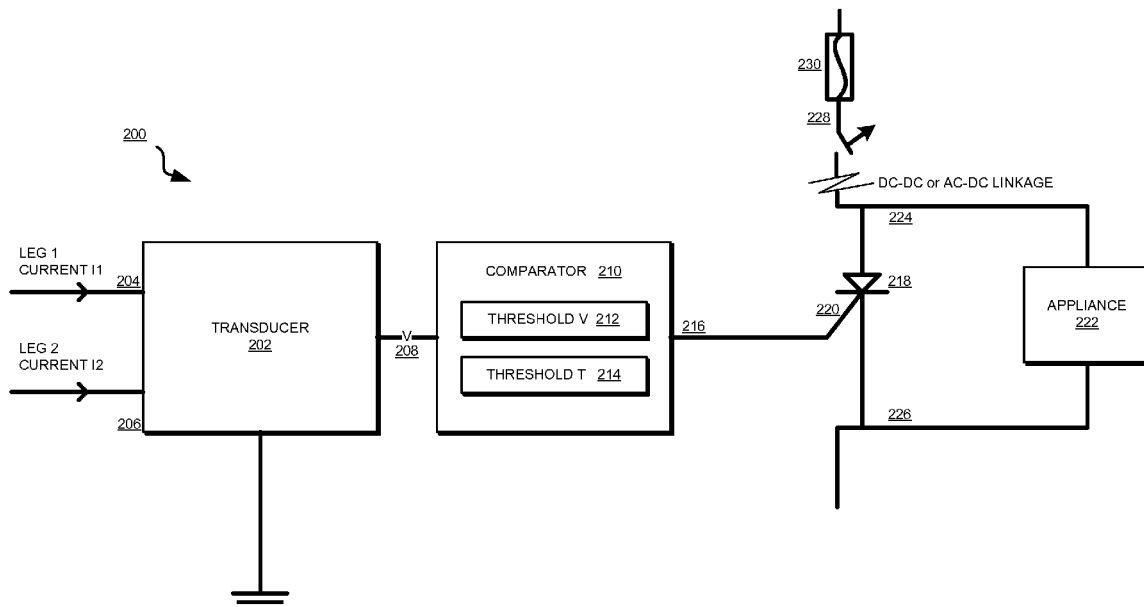 230
228
200
DC-DC or AC-DC LINKAGE
224
LEG 1
CURRENT I1
204
TRANSDUCER
202
LEG 2
CURRENT I2
206
V
208
COMPARATOR 210
THRESHOLD V 212
THRESHOLD T 214
216
220
218
APPLIANCE
222
226